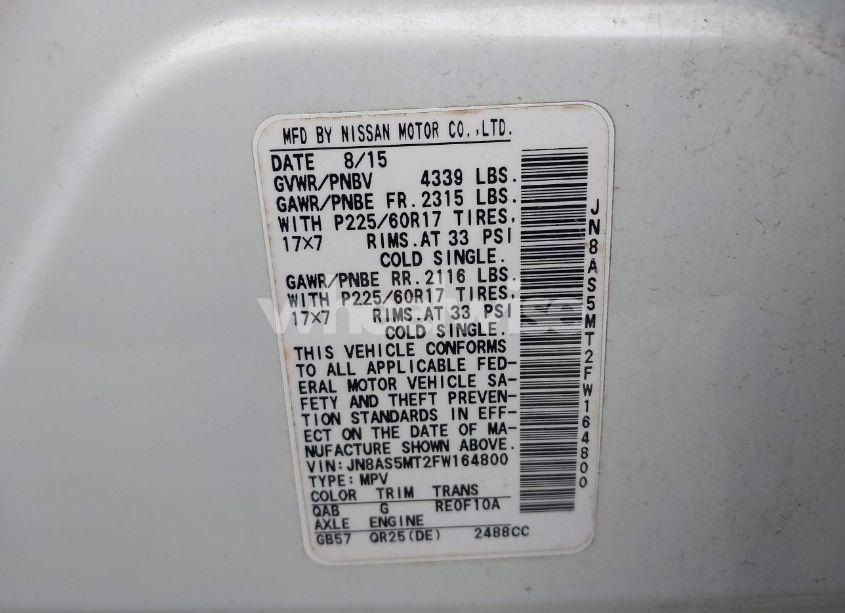 MFD BY NISSAN MOTOR CO.,LTD.
DATE 8/15
GVWR/PNBV 4339 LBS.
GAWR/PNBE FR.2315 LBS.
WITH P225/60R17 TIRES,
17×7 RIMS.AT 33 PSI
COLD SINGLE.
GAWR/PNBE RR.2116 LBS.
WITH P225/60R17 TIRES,
17×7 RIMS.AT 33 PSI
COLD SINGLE.
THIS VEHICLE CONFORMS
TO ALL APPLICABLE FED-
ERAL MOTOR VEHICLE SA-
FETY AND THEFT PREVEN-
TION STANDARDS IN EFF-
ECT ON THE DATE OF MA-
NUFACTURE SHOWN ABOVE.
VIN:JN8AS5MT2FW164800
TYPE:MPV
COLOR TRIM TRANS
QAB G RE0F10A
AXLE ENGINE
GB57 QR25(DE) 2488CC
JN8AS5MT2FW164800
wheelwise